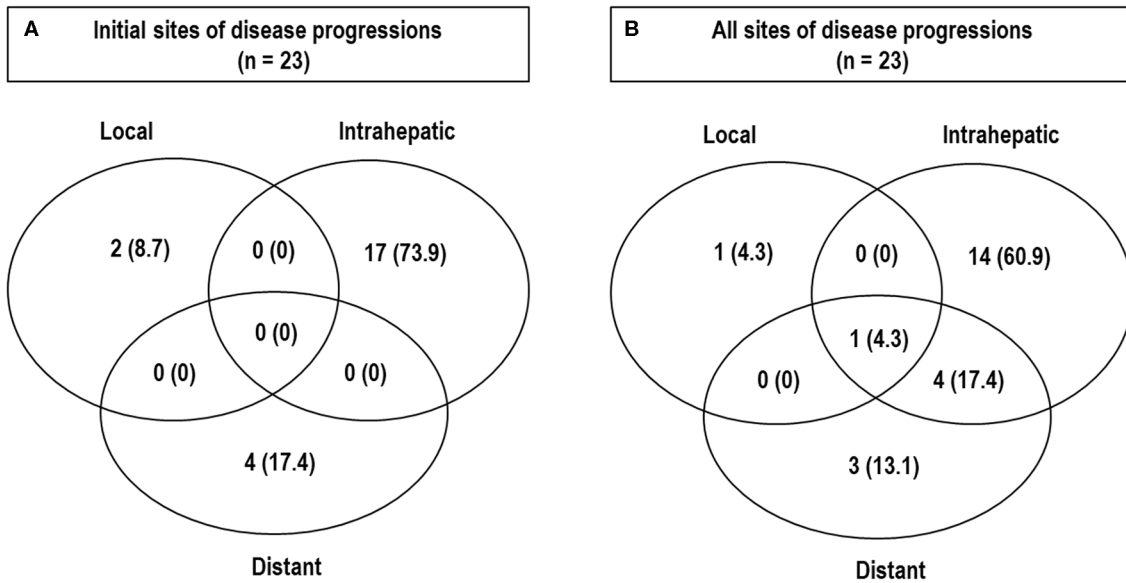 A Initial sites of disease progressions
(n = 23)
Local
Intrahepatic
2 (8.7)
0 (0)
17 (73.9)
0 (0)
0 (0)
0 (0)
4 (17.4)
Distant
B All sites of disease progressions
(n = 23)
Local
Intrahepatic
1 (4.3)
0 (0)
14 (60.9)
1 (4.3)
0 (0)
4 (17.4)
3 (13.1)
Distant